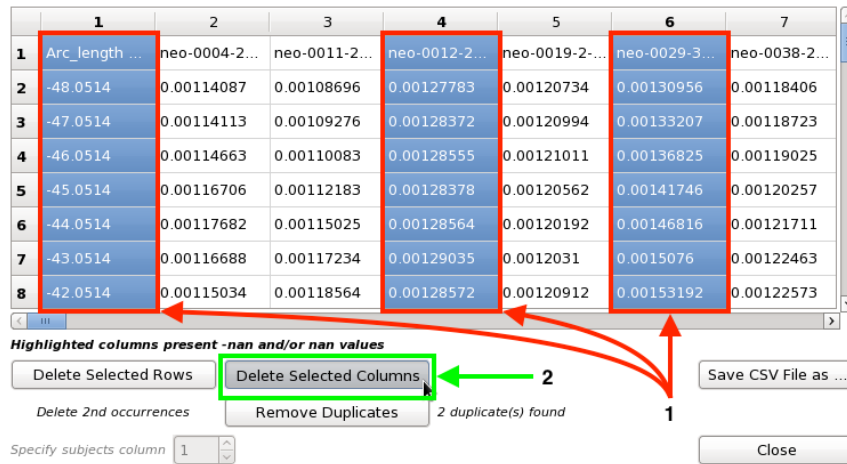 1 2 3 4 5 6 7
1 Arc_length ... neo-0004-2... neo-0011-2... neo-0012-2... neo-0019-2-... neo-0029-3... neo-0038-2...
2 -48.0514 0.00114087 0.00108696 0.00127783 0.00120734 0.00130956 0.00118406
3 -47.0514 0.00114113 0.00109276 0.00128372 0.00120994 0.00133207 0.00118723
4 -46.0514 0.00114663 0.00110083 0.00128555 0.00121011 0.00136825 0.00119025
5 -45.0514 0.00116706 0.00112183 0.00128378 0.00120562 0.00141746 0.00120257
6 -44.0514 0.00117682 0.00115025 0.00128564 0.00120192 0.00146816 0.00121711
7 -43.0514 0.00116688 0.00117234 0.00129035 0.0012031 0.0015076 0.00122463
8 -42.0514 0.00115034 0.00118564 0.00128572 0.00120912 0.00153192 0.00122573
Highlighted columns present -nan and/or nan values
Delete Selected Rows Delete Selected Columns 2 Save CSV File as ...
Delete 2nd occurrences Remove Duplicates 2 duplicate(s) found 1
Specify subjects column 1 Close